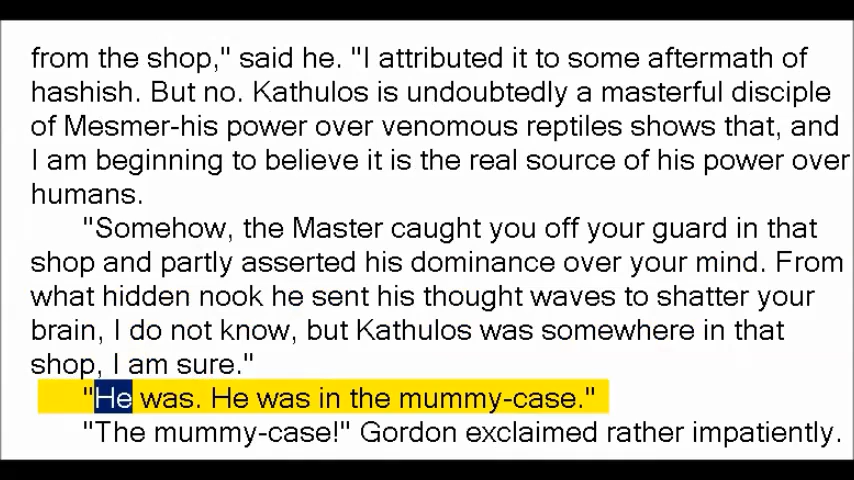 from the shop," said he. "I attributed it to some aftermath of
hashish. But no. Kathulos is undoubtedly a masterful disciple
of Mesmer-his power over venomous reptiles shows that, and
I am beginning to believe it is the real source of his power over
humans.
"Somehow, the Master caught you off your guard in that
shop and partly asserted his dominance over your mind. From
what hidden nook he sent his thought waves to shatter your
brain, I do not know, but Kathulos was somewhere in that
shop, I am sure."
"He was. He was in the mummy-case."
"The mummy-case!" Gordon exclaimed rather impatiently.